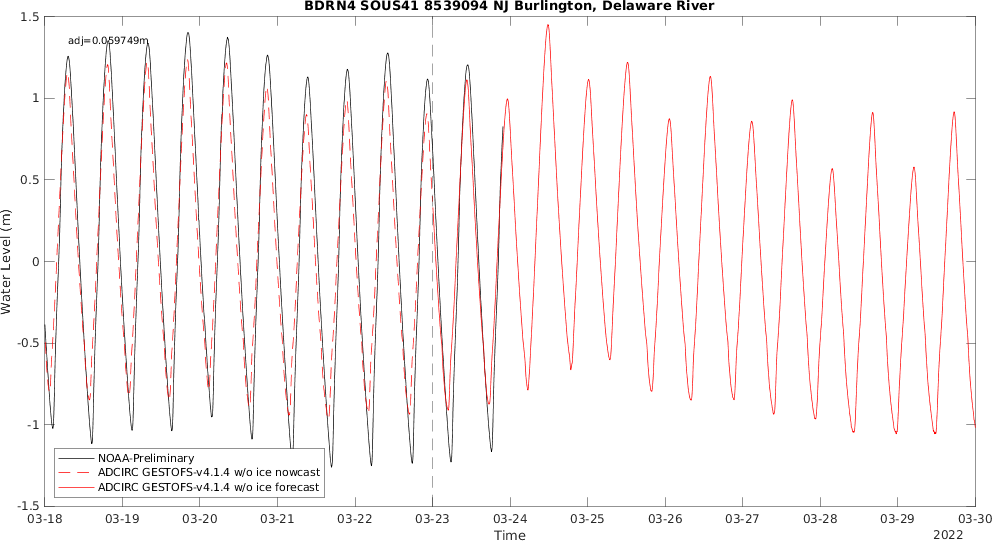 BDRN4 SOUS41 8539094 NJ Burlington, Delaware River
adj=0.059749m
Water Level (m)
1.5
1
0.5
0
-0.5
-1
-1.5
NOAA-Preliminary
ADCIRC GESTOFS-v4.1.4 w/o ice nowcast
ADCIRC GESTOFS-v4.1.4 w/o ice forecast
03-18 03-19 03-20 03-21 03-22 03-23 03-24 03-25 03-26 03-27 03-28 03-29 03-30
Time
2022